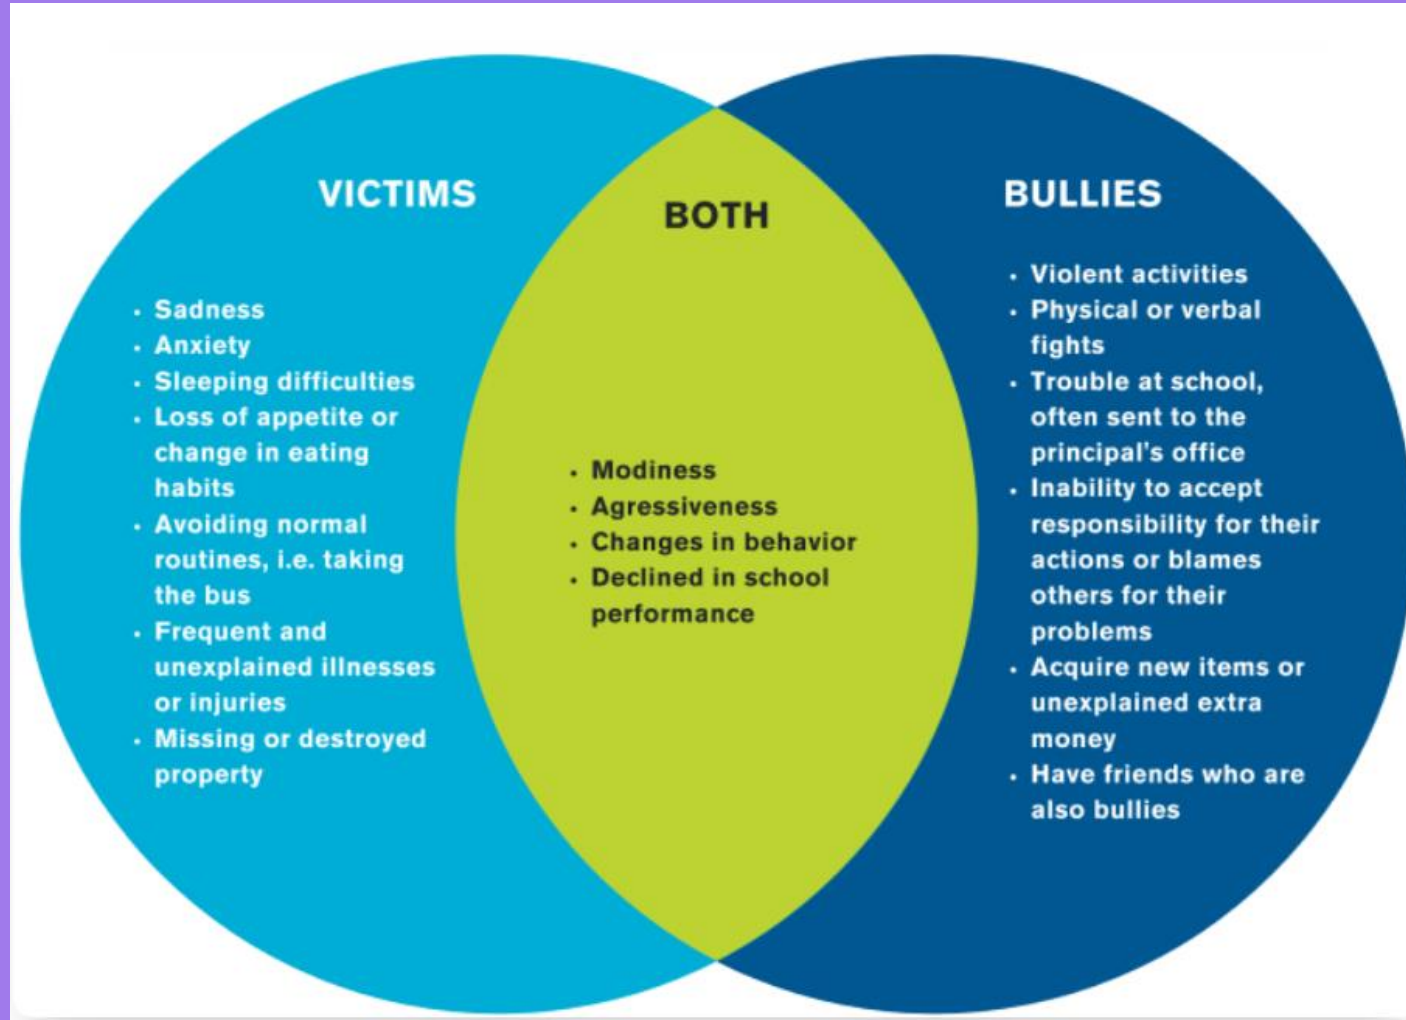 VICTIMS
• Sadness
• Anxiety
• Sleeping difficulties
• Loss of appetite or
change in eating
habits
• Avoiding normal
routines, i.e. taking
the bus
• Frequent and
unexplained illnesses
or injuries
• Missing or destroyed
property
BOTH
• Modiness
• Agressiveness
• Changes in behavior
• Declined in school
performance
BULLIES
• Violent activities
• Physical or verbal
fights
• Trouble at school,
often sent to the
principal's office
• Inability to accept
responsibility for their
actions or blames
others for their
problems
• Acquire new items or
unexplained extra
money
• Have friends who are
also bullies